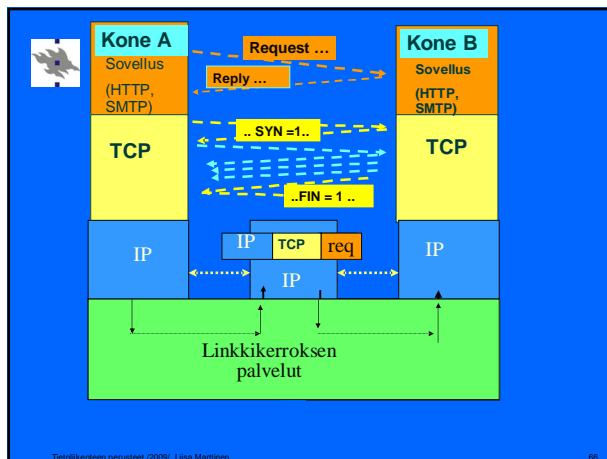 Kone A
Sovellus
(HTTP,
SMTP)
Request ...
Reply ...
Kone B
Sovellus
(HTTP,
SMTP)
TCP
.. SYN =1..
..FIN = 1 ..
TCP
IP
IP TCP req
IP
IP
Linkkikerroksen
palvelut
Tietoliikenteen perusteet /2009/ Liisa Marttinen
66